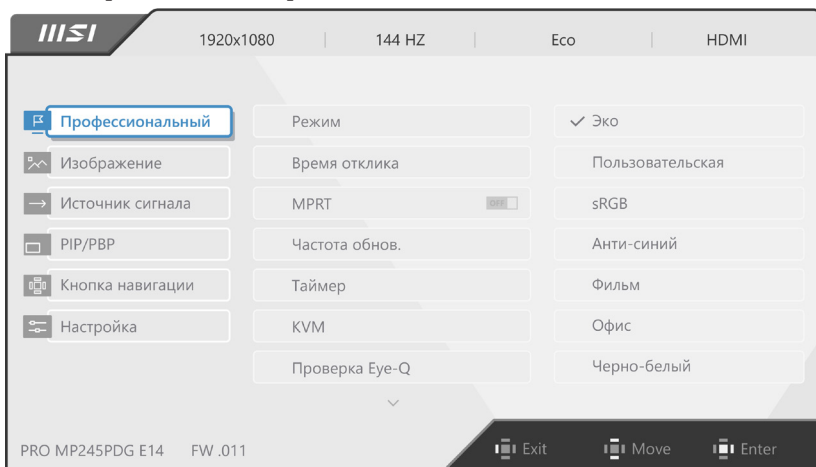 msi 1920x1080 144 HZ Eco HDMI
Профессиональный Режим Эко
Изображение Время отклика Пользовательская
Источник сигнала MPRT OFF sRGB
PIP/PBP Частота обнов. Анти-синий
Кнопка навигации Таймер Фильм
Настройка KVM Офис
Проверка Eye-Q Черно-белый
PRO MP245PDG E14 FW .011 Exit Move Enter